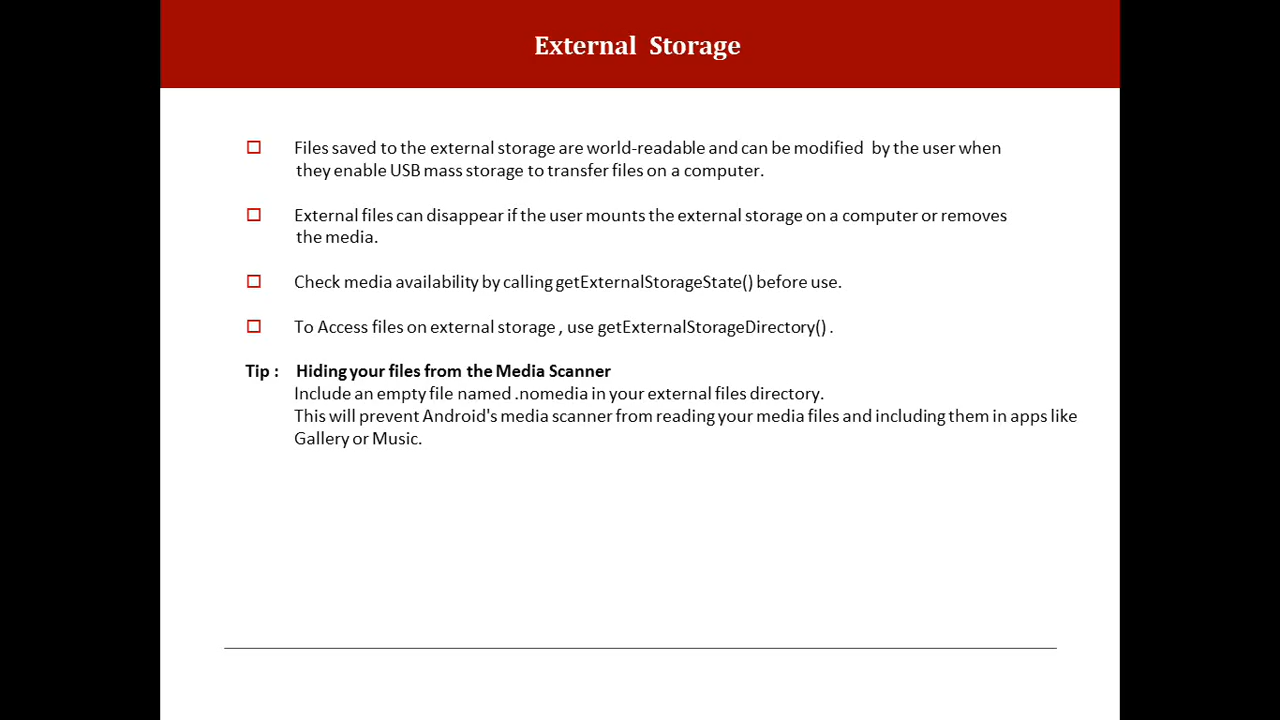 External Storage
Files saved to the external storage are world-readable and can be modified by the user when
they enable USB mass storage to transfer files on a computer.
External files can disappear if the user mounts the external storage on a computer or removes
the media.
Check media availability by calling getExternalStorageState() before use.
To Access files on external storage , use getExternalStorageDirectory() .
Tip : Hiding your files from the Media Scanner
Include an empty file named .nomedia in your external files directory.
This will prevent Android's media scanner from reading your media files and including them in apps like
Gallery or Music.